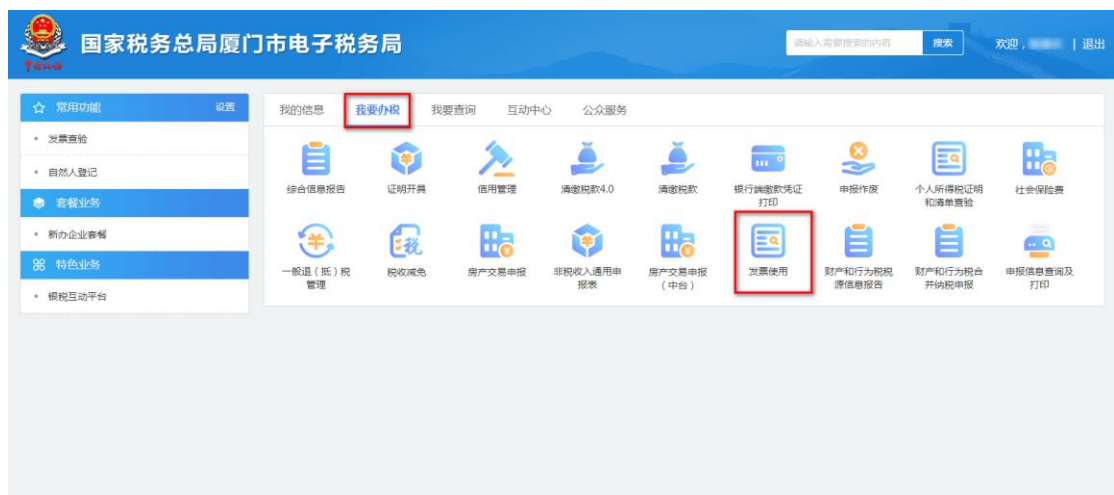 国家税务总局厦门市电子税务局
请输入需要搜索的内容 搜索 欢迎, | 退出
中国税务
常用功能 设置
发票查验
自然人登记
套餐业务
新办企业套餐
特色业务
银税互动平台
我的信息 我要办税 我要查询 互动中心 公众服务
综合信息报告 证明开具 信用管理 清缴税款4.0 清缴税款 银行端缴款凭证 申报作废 个人所得税证明 社会保险费
打印 和清单查验
一般退(抵)税 税收减免 房产交易申报 非税收入通用申 房产交易申报 发票使用 财产和行为税税 财产和行为税合 申报信息查询及
管理 报表 (中台) 源信息报告 并纳税申报 打印